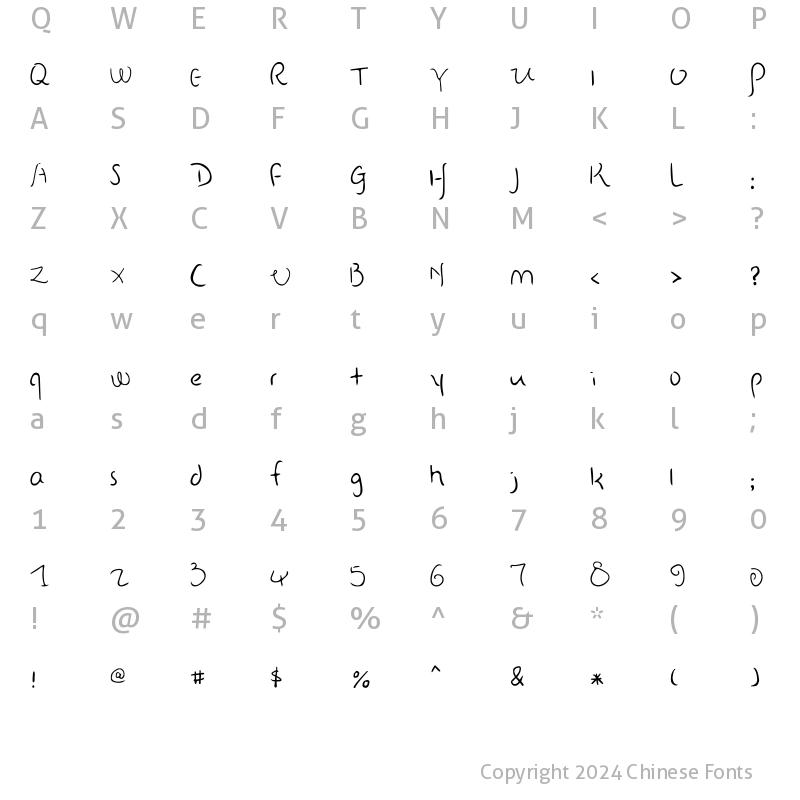 Q W E R T Y U I O P
Q W E R T Y U I O P
A S D F G H J K L :
A S D F G H J K L :
Z X C V B N M < > ?
Z X C V B N M < > ?
q w e r t y u i o p
q w e r t y u i o p
a s d f g h j k l ;
a s d f g h j k l ;
1 2 3 4 5 6 7 8 9 0
1 2 3 4 5 6 7 8 9 0
! @ # $ % ^ & * ( )
! @ # $ % ^ & * ( )
Copyright 2024 Chinese Fonts